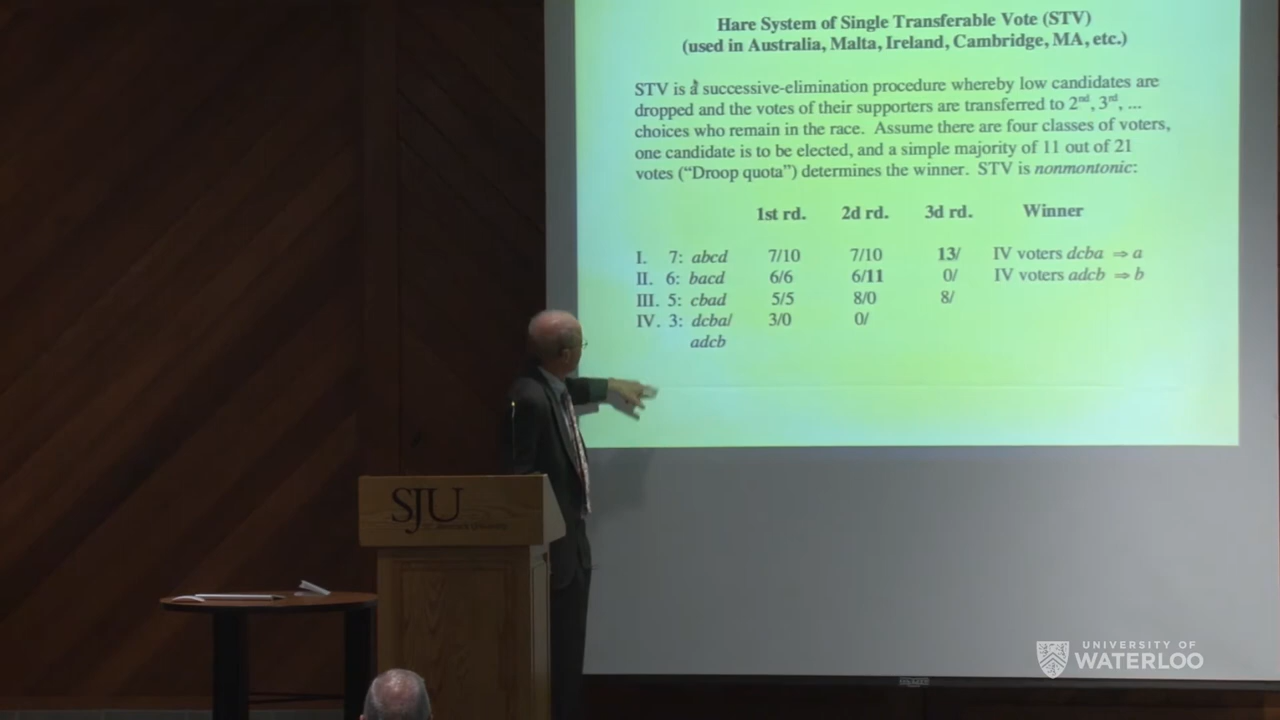 Hare System of Single Transferable Vote (STV)
(used in Australia, Malta, Ireland, Cambridge, MA, etc.)
STV is a successive-elimination procedure whereby low candidates are
dropped and the votes of their supporters are transferred to 2nd, 3rd, ...
choices who remain in the race. Assume there are four classes of voters,
one candidate is to be elected, and a simple majority of 11 out of 21
votes ("Droop quota") determines the winner. STV is nonmontonic:
1st rd. 2d rd. 3d rd. Winner
I. 7: abcd 7/10 7/10 13/ IV voters dcba ⇒ a
II. 6: bacd 6/6 6/11 0/ IV voters adcb ⇒ b
III. 5: cbad 5/5 8/0 8/
IV. 3: dcba/ 3/0 0/
adcb
SJU
UNIVERSITY OF
WATERLOO